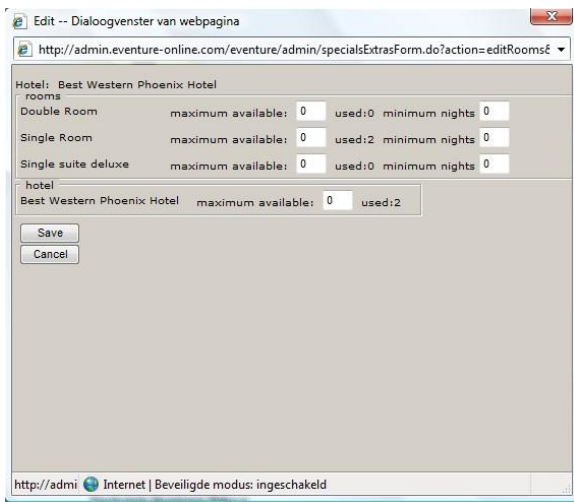 Edit -- Dialoogvenster van webpagina
http://admin.eventure-online.com/eventure/admin/specialsExtrasForm.do?action=editRooms&
Hotel: Best Western Phoenix Hotel
rooms
Double Room maximum available: 0 used:0 minimum nights 0
Single Room maximum available: 0 used:2 minimum nights 0
Single suite deluxe maximum available: 0 used:0 minimum nights 0
hotel
Best Western Phoenix Hotel maximum available: 0 used:2
Save
Cancel
http://admi Internet | Beveiligde modus: ingeschakeld